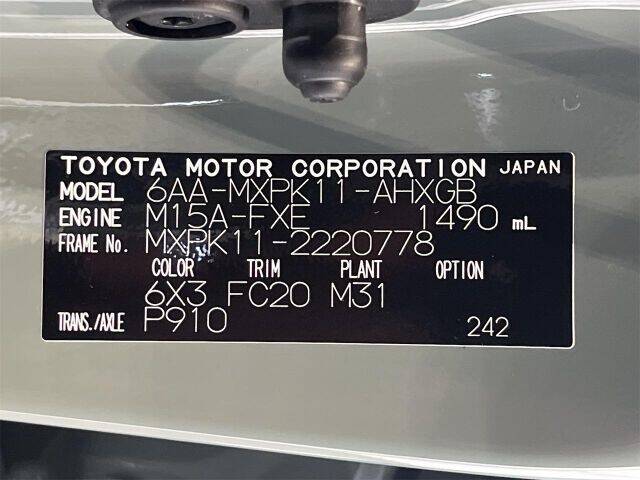 TOYOTA MOTOR CORPORATION JAPAN
MODEL 6AA-MXPK11-AHXGB
ENGINE M15A-FXE 1490 mL
FRAME No. MXPK11-2220778
COLOR TRIM PLANT OPTION
6X3 FC20 M31
TRANS./AXLE P910 242